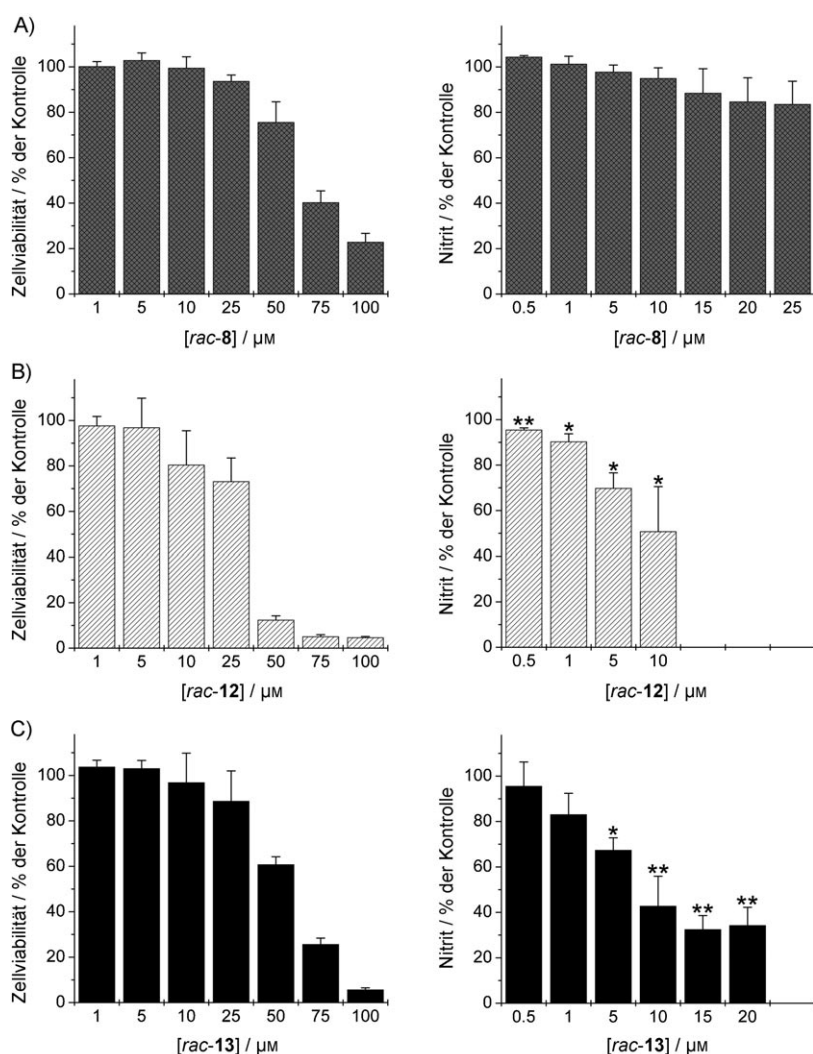 A)
Zellviabilität / % der Kontrolle
100
80
60
40
20
0
1 5 10 25 50 75 100
[rac-8] / µM
Nitrit / % der Kontrolle
100
80
60
40
20
0
0.5 1 5 10 15 20 25
[rac-8] / µM
B)
Zellviabilität / % der Kontrolle
100
80
60
40
20
0
1 5 10 25 50 75 100
[rac-12] / µM
Nitrit / % der Kontrolle
100
80
60
40
20
0
** * * *
0.5 1 5 10
[rac-12] / µM
C)
Zellviabilität / % der Kontrolle
100
80
60
40
20
0
1 5 10 25 50 75 100
[rac-13] / µM
Nitrit / % der Kontrolle
100
80
60
40
20
0
* ** ** **
0.5 1 5 10 15 20
[rac-13] / µM